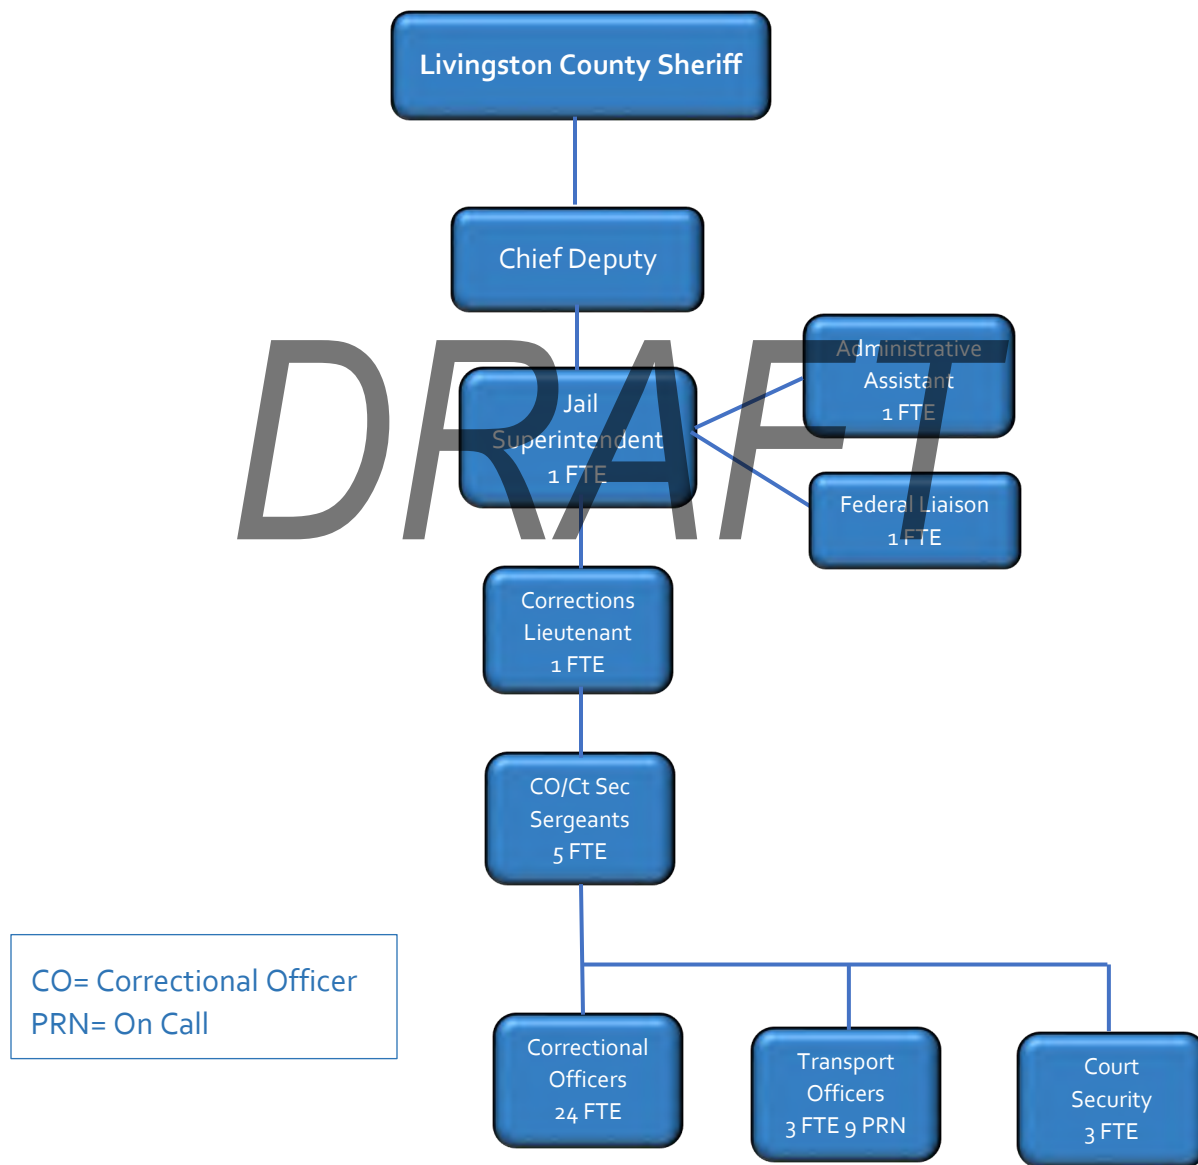 Livingston County Sheriff
Chief Deputy
Administrative
Assistant
1 FTE
Jail
Superintendent
1 FTE
DRAFT
Federal Liaison
1 FTE
Corrections
Lieutenant
1 FTE
CO/Ct Sec
Sergeants
5 FTE
CO= Correctional Officer
PRN= On Call
Correctional
Officers
24 FTE
Transport
Officers
3 FTE 9 PRN
Court
Security
3 FTE